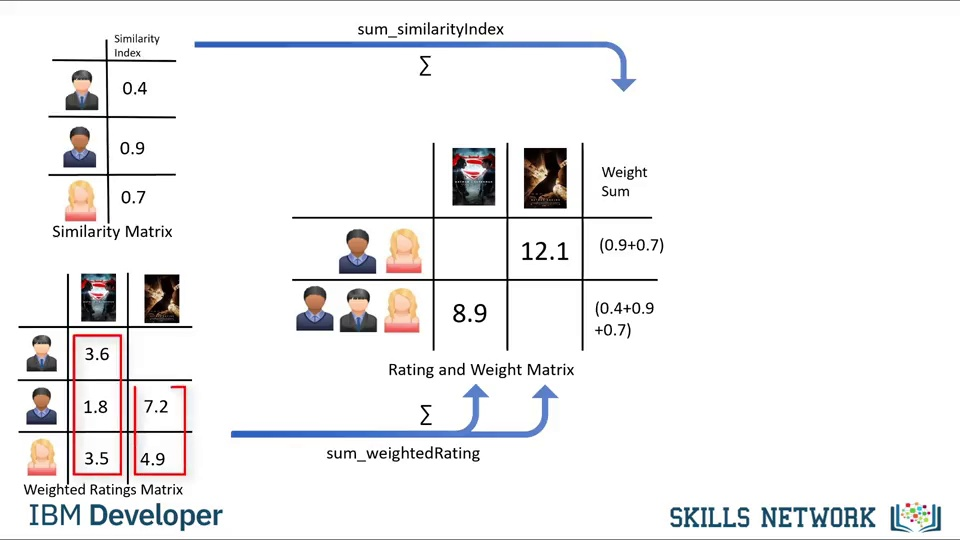 sum_similarityIndex
∑
Similarity
Index
0.4
0.9
0.7
Similarity Matrix
Weight
Sum
12.1 (0.9+0.7)
8.9 (0.4+0.9
+0.7)
Rating and Weight Matrix
3.6
1.8 7.2
3.5 4.9
Weighted Ratings Matrix
∑
sum_weightedRating
IBM Developer
SKILLS NETWORK